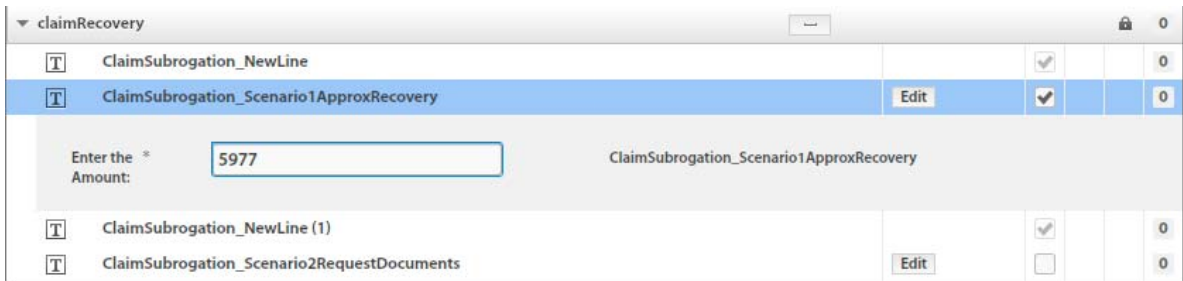 claimRecovery 0
T ClaimSubrogation_NewLine 0
T ClaimSubrogation_Scenario1ApproxRecovery Edit 0
Enter the * 5977 ClaimSubrogation_Scenario1ApproxRecovery
Amount:
T ClaimSubrogation_NewLine (1) 0
T ClaimSubrogation_Scenario2RequestDocuments Edit 0